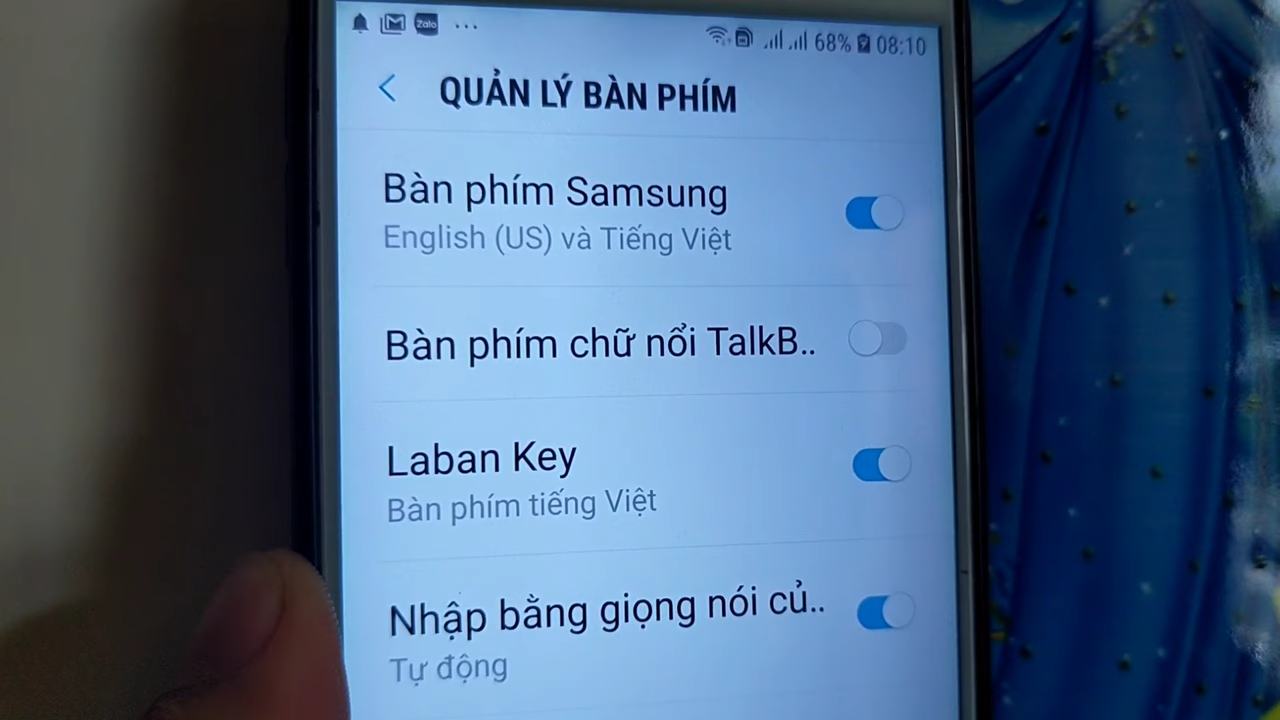 Zalo ... 68% 08:10
QUẢN LÝ BÀN PHÍM
Bàn phím Samsung
English (US) và Tiếng Việt
Bàn phím chữ nổi TalkB..
Laban Key
Bàn phím tiếng Việt
Nhập bằng giọng nói củ..
Tự động